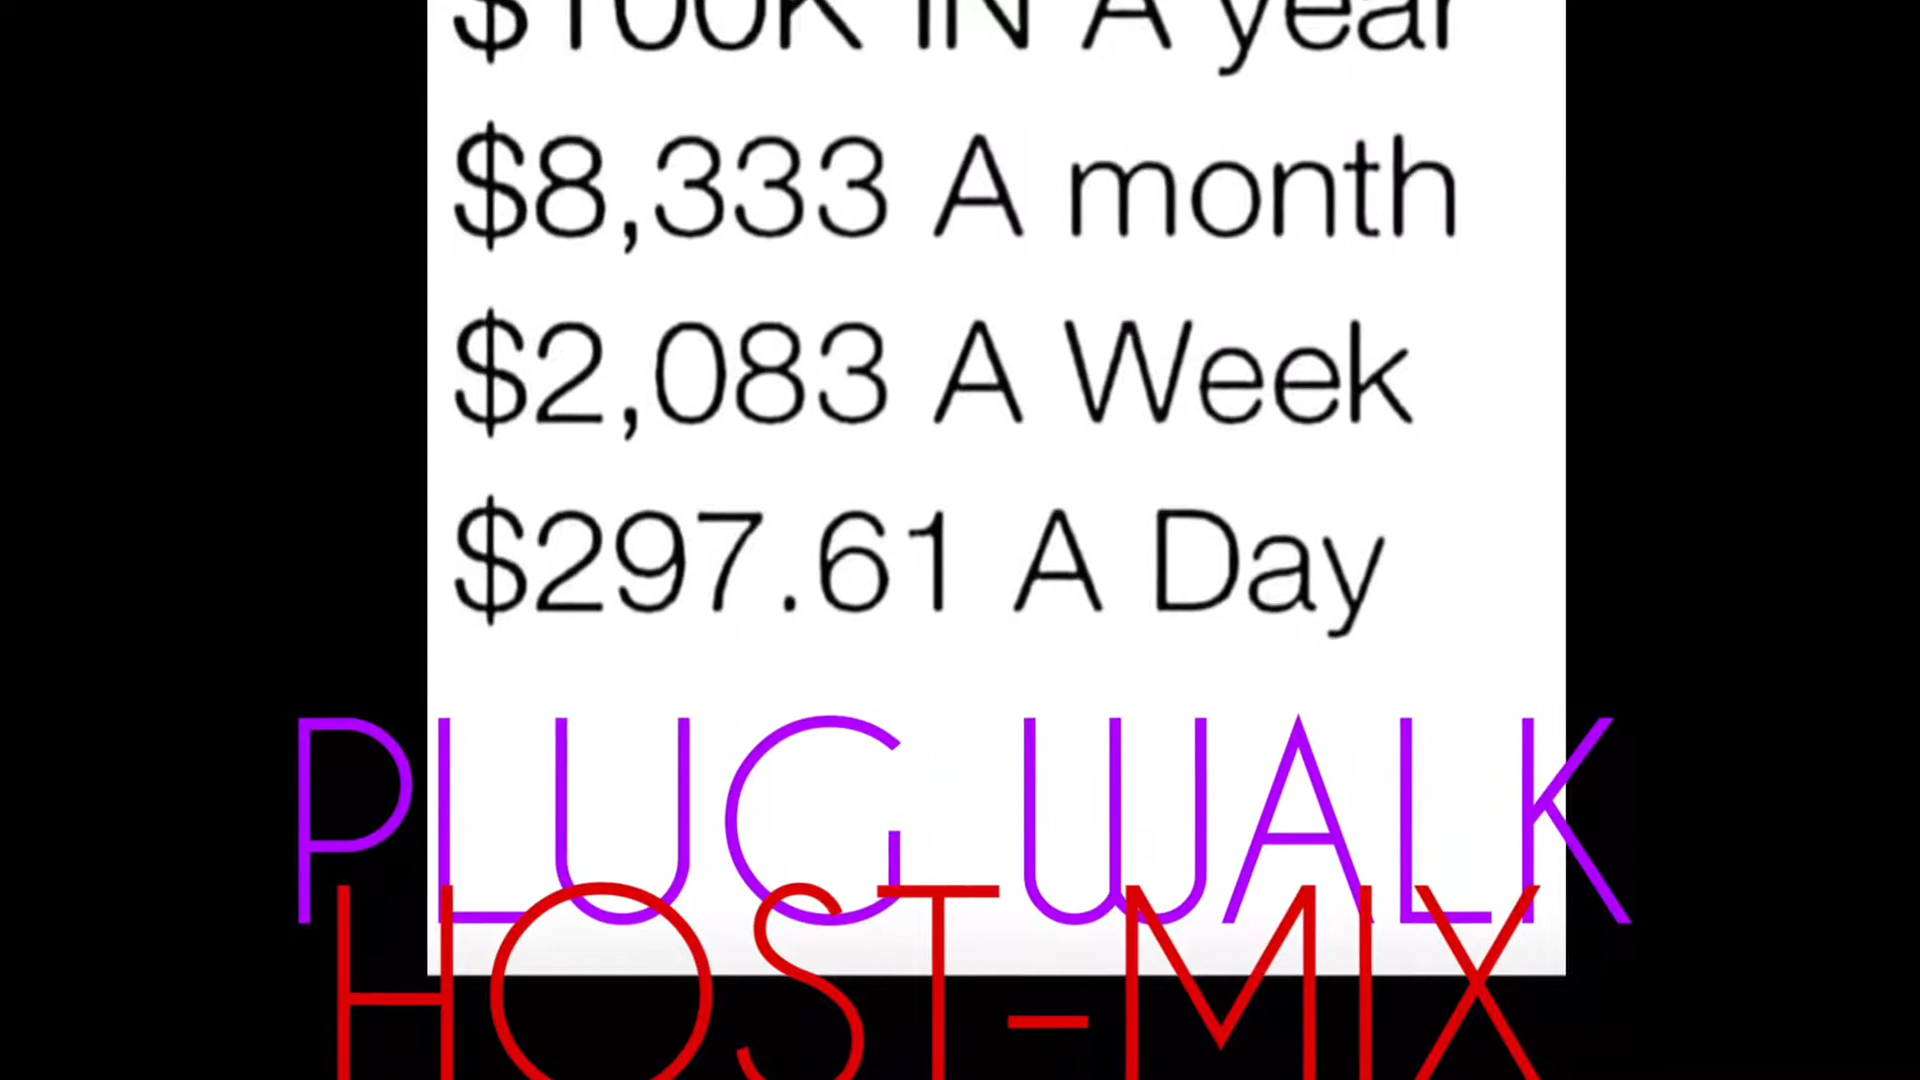 $100K IN A year
$8,333 A month
$2,083 A Week
$297.61 A Day
PLUG WALK
HOST-MIX